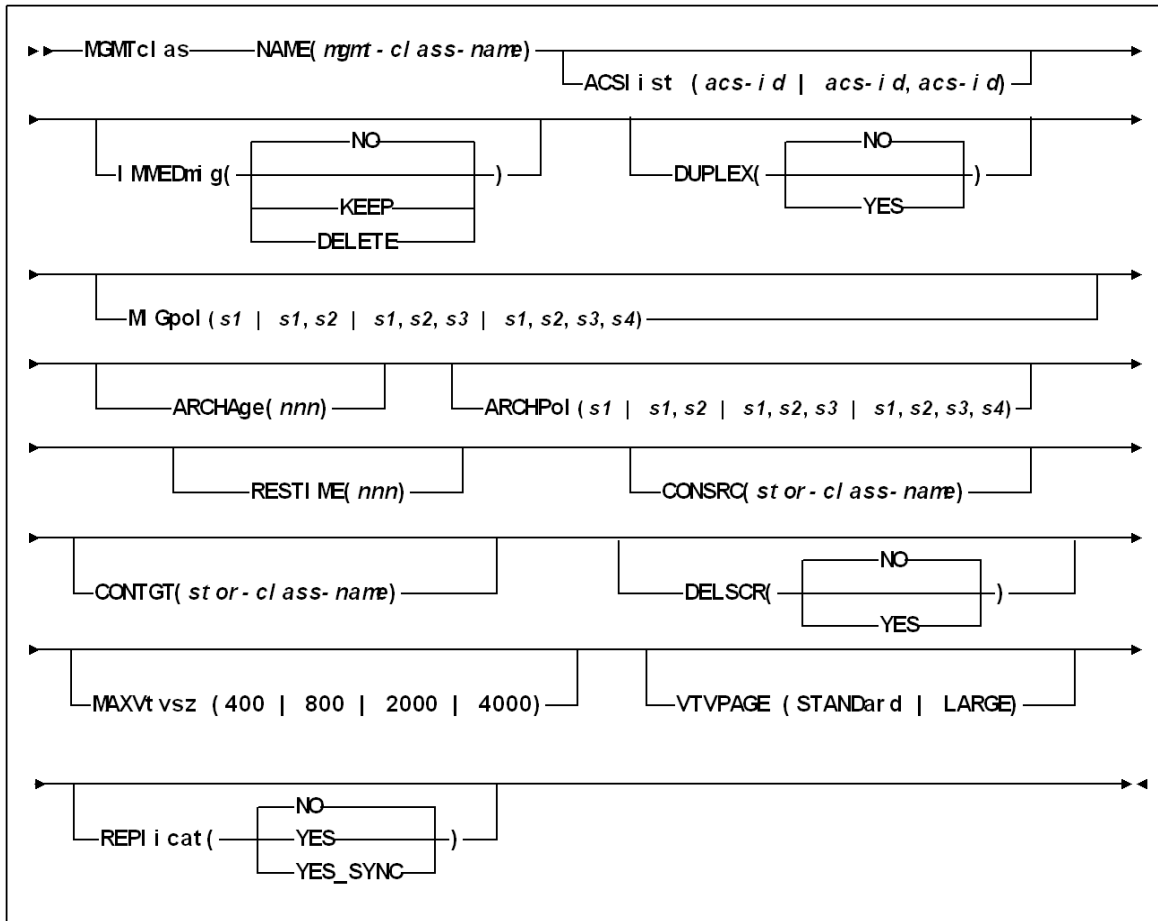 MGMTclas NAME(mgmt-class-name)
ACSlist (acs-id | acs-id,acs-id)
NO
IMMEDmig( )
KEEP
DELETE
NO
DUPLEX( )
YES
MIGpol(s1 | s1,s2 | s1,s2,s3 | s1,s2,s3,s4)
ARCHAge(nnn)
ARCHPol(s1 | s1,s2 | s1,s2,s3 | s1,s2,s3,s4)
RESTIME(nnn)
CONSRC(stor-class-name)
CONTGT(stor-class-name)
NO
DELSCR( )
YES
MAXVtvsz (400 | 800 | 2000 | 4000)
VTVPAGE (STANDard | LARGE)
NO
REPlicat( YES )
YES_SYNC